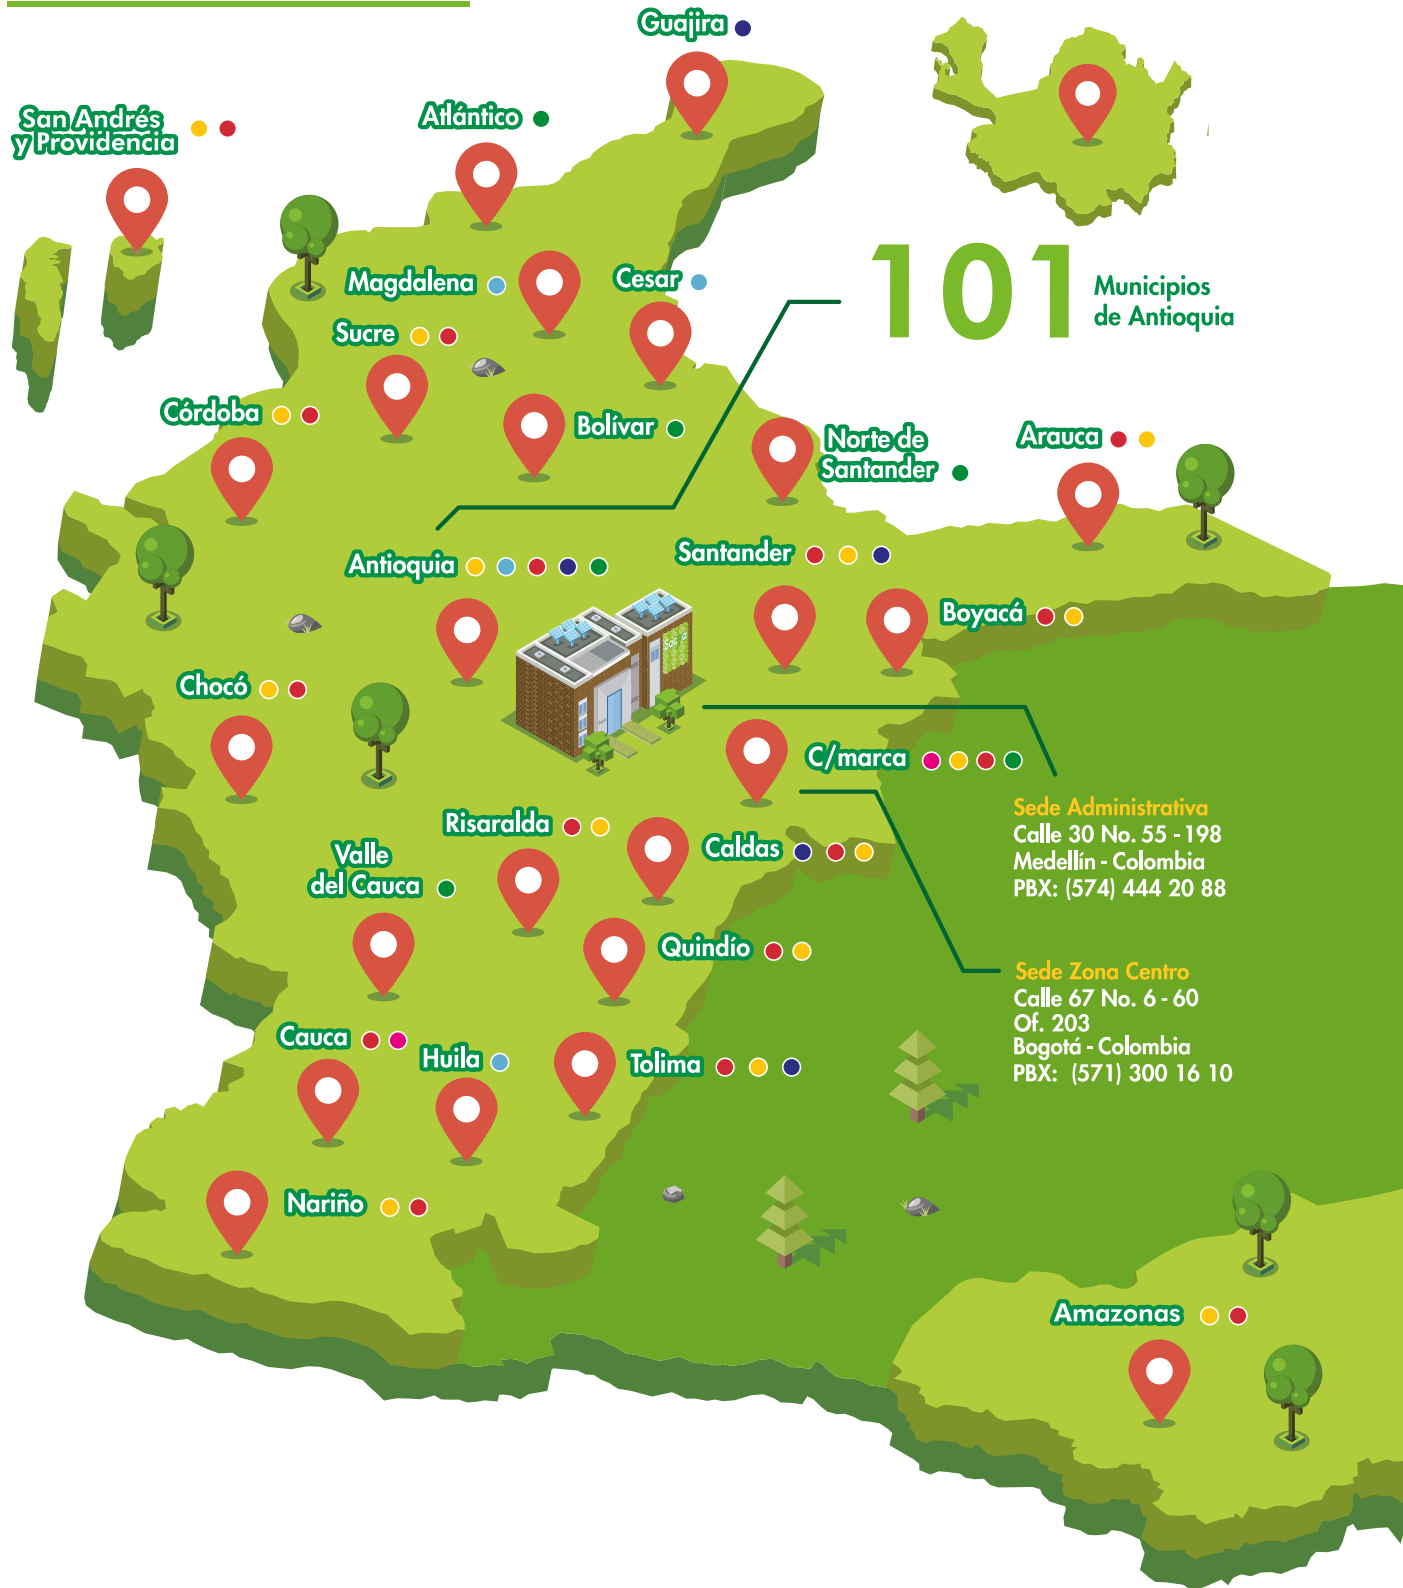 Guajira
San Andrés
y Providencia
Atlántico
Magdalena
Cesar
Sucre
101
Municipios
de Antioquia
Córdoba
Bolívar
Norte de
Santander
Arauca
Antioquia
Santander
Boyacá
Chocó
C/marca
Sede Administrativa
Calle 30 No. 55 - 198
Medellín - Colombia
PBX: (574) 444 20 88
Risaralda
Caldas
Valle
del Cauca
Quindío
Sede Zona Centro
Calle 67 No. 6 - 60
Of. 203
Bogotá - Colombia
PBX: (571) 300 16 10
Cauca
Huila
Tolima
Nariño
Amazonas